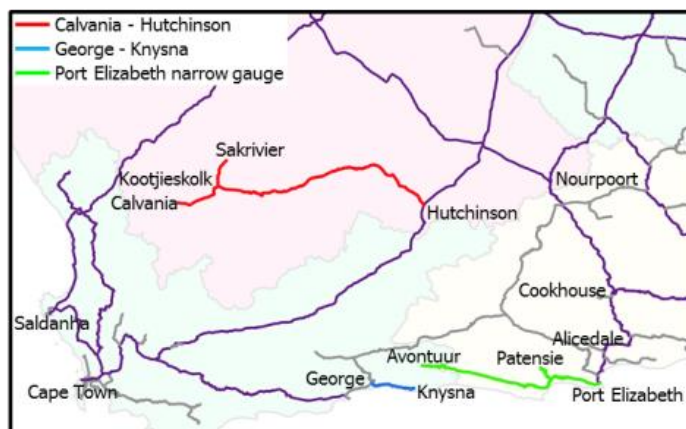 Calvania - Hutchinson
George - Knysna
Port Elizabeth narrow gauge
Sakrivier
Kootjieskolk
Nourpoort
Calvania
Hutchinson
Cookhouse
Saldanha
Alicedale
Avontuur
Patensie
George
Cape Town
Knysna
Port Elizabeth